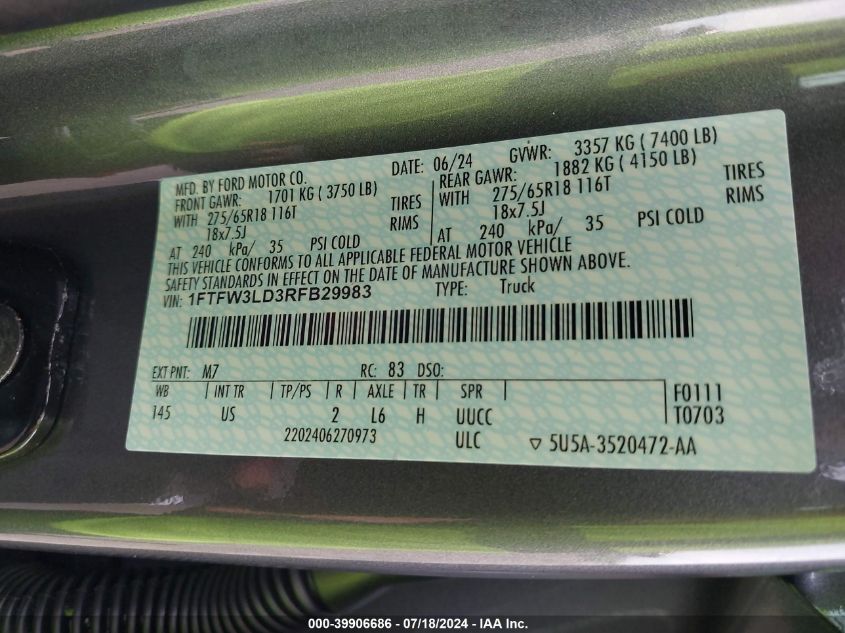 MFD. BY FORD MOTOR CO. DATE: 06/24 GVWR: 3357 KG ( 7400 LB)
FRONT GAWR: 1701 KG ( 3750 LB) REAR GAWR: 1882 KG ( 4150 LB)
WITH 275/65R18 116T TIRES WITH 275/65R18 116T TIRES
18x7.5J RIMS 18x7.5J RIMS
AT 240 kPa/ 35 PSI COLD AT 240 kPa/ 35 PSI COLD
THIS VEHICLE CONFORMS TO ALL APPLICABLE FEDERAL MOTOR VEHICLE
SAFETY STANDARDS IN EFFECT ON THE DATE OF MANUFACTURE SHOWN ABOVE.
VIN: 1FTFW3LD3RFB29983 TYPE: Truck
EXT PNT: M7 RC: 83 DSO:
WB INT TR TP/PS R AXLE TR SPR F0111
145 US 2 L6 H UUCC T0703
2202406270973 ULC ▽ 5U5A-3520472-AA
000-39906686 - 07/18/2024 - IAA Inc.